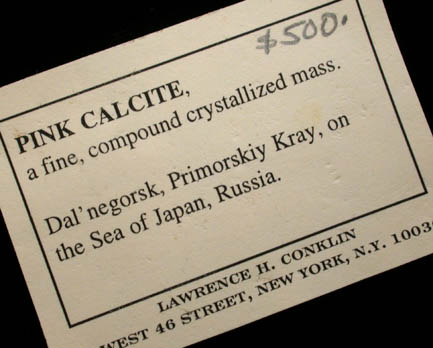 $500.
PINK CALCITE,
a fine, compound crystallized mass.
Dal'negorsk, Primorskiy Kray, on
the Sea of Japan, Russia.
LAWRENCE H. CONKLIN
WEST 46 STREET, NEW YORK, N.Y. 1003